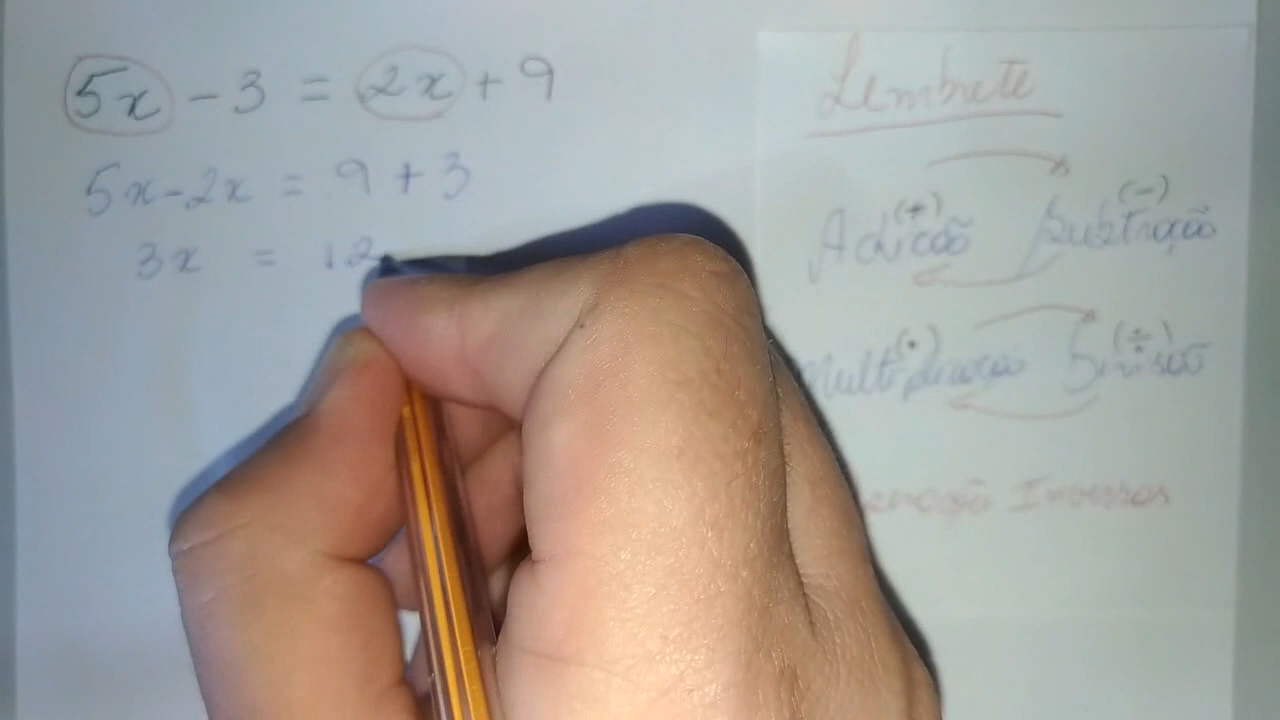 5x - 3 = 2x + 9
5x - 2x = 9 + 3
3x = 12
Lembrete
(+) (-)
Adição Subtração
(•) (÷)
Multiplicação Divisão
Inversas